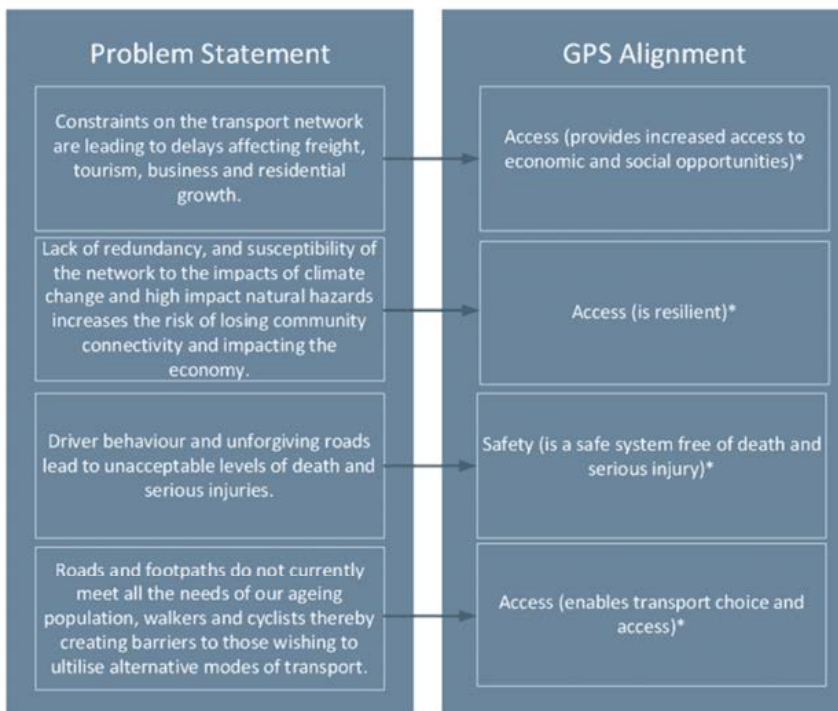 Problem Statement
Constraints on the transport network
are leading to delays affecting freight,
tourism, business and residential
growth.
Lack of redundancy, and susceptibility of
the network to the impacts of climate
change and high impact natural hazards
increases the risk of losing community
connectivity and impacting the
economy.
Driver behaviour and unforgiving roads
lead to unacceptable levels of death and
serious injuries.
Roads and footpaths do not currently
meet all the needs of our ageing
population, walkers and cyclists thereby
creating barriers to those wishing to
ultilise alternative modes of transport.
GPS Alignment
Access (provides increased access to
economic and social opportunities)*
Access (is resilient)*
Safety (is a safe system free of death and
serious injury)*
Access (enables transport choice and
access)*